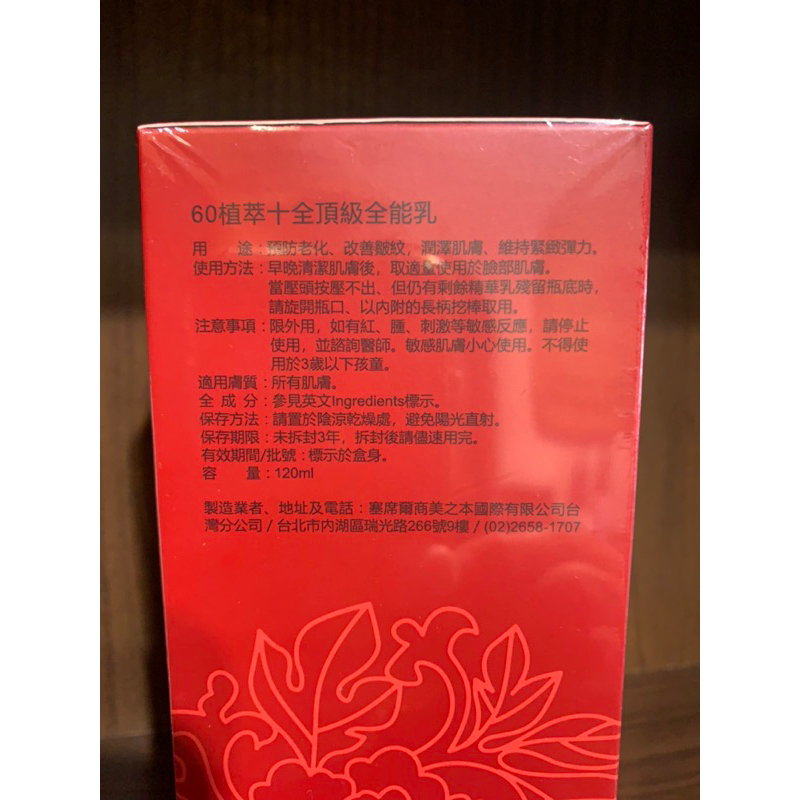 60植萃十全頂級全能乳
用　　途：預防老化、改善皺紋，潤澤肌膚、維持緊緻彈力。
使用方法：早晚清潔肌膚後，取適量使用於臉部肌膚。
當壓頭按壓不出、但仍有剩餘精華乳殘留瓶底時，
請旋開瓶口、以內附的長柄挖棒取用。
注意事項：限外用，如有紅、腫、刺激等敏感反應，請停止
使用，並諮詢醫師。敏感肌膚小心使用。不得使
用於3歲以下孩童。
適用膚質：所有肌膚。
全 成 分：參見英文Ingredients標示。
保存方法：請置於陰涼乾燥處，避免陽光直射。
保存期限：未拆封3年，拆封後請儘速用完。
有效期間/批號：標示於盒身。
容　　量：120ml
製造業者、地址及電話：塞席爾商美之本國際有限公司台
灣分公司 / 台北市內湖區瑞光路266號9樓 / (02)2658-1707